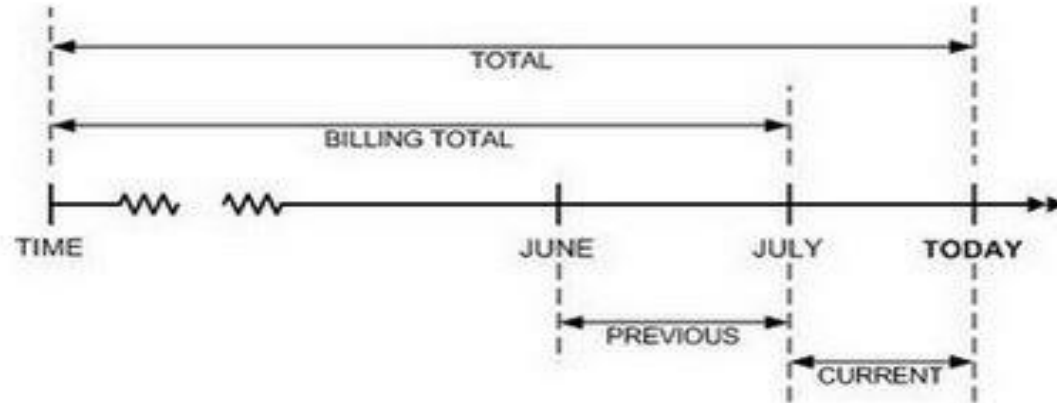 TOTAL
BILLING TOTAL
TIME JUNE JULY TODAY
PREVIOUS
CURRENT